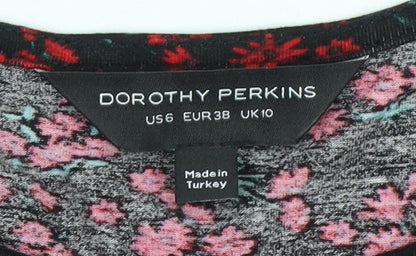 DOROTHY PERKINS
US6 EUR38 UK10
Made in
Turkey